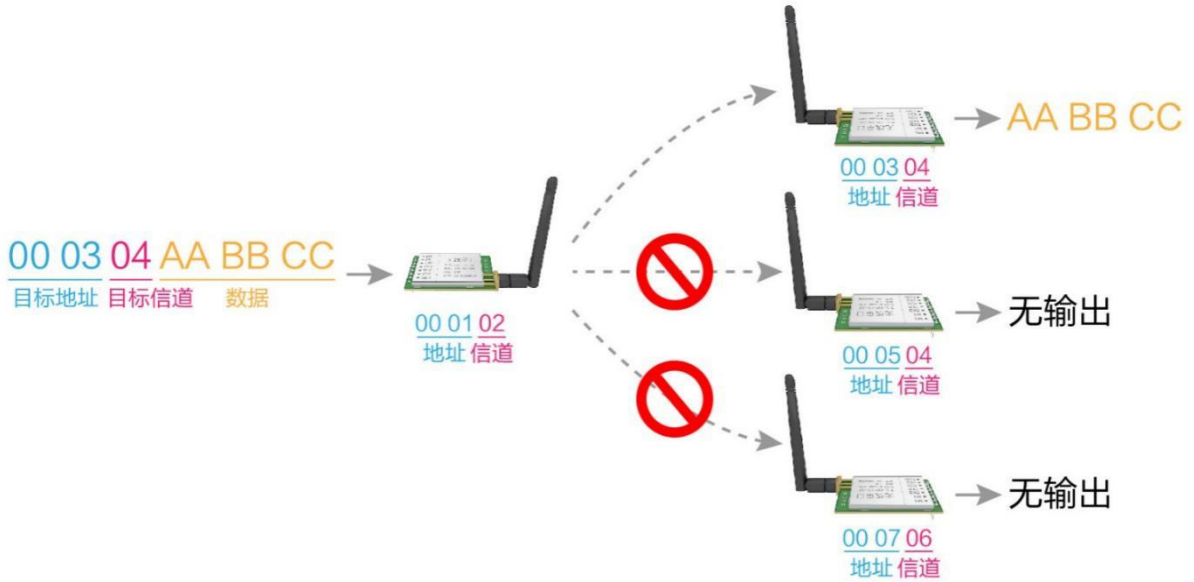 00 03 04 AA BB CC
目标地址 目标信道 数据
00 01 02
地址 信道
AA BB CC
00 03 04
地址 信道
无输出
00 05 04
地址 信道
无输出
00 07 06
地址 信道